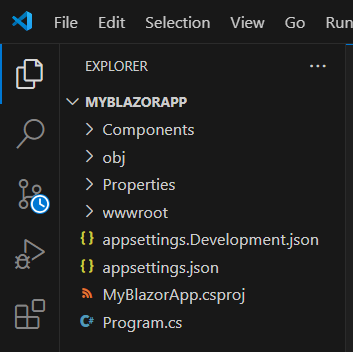 File Edit Selection View Go Run
EXPLORER
MYBLAZORAPP
Components
obj
Properties
wwwroot
{} appsettings.Development.json
{} appsettings.json
MyBlazorApp.csproj
C# Program.cs